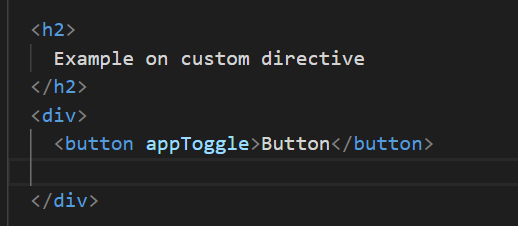 <h2>
Example on custom directive
</h2>
<div>
<button appToggle>Button</button>
</div>